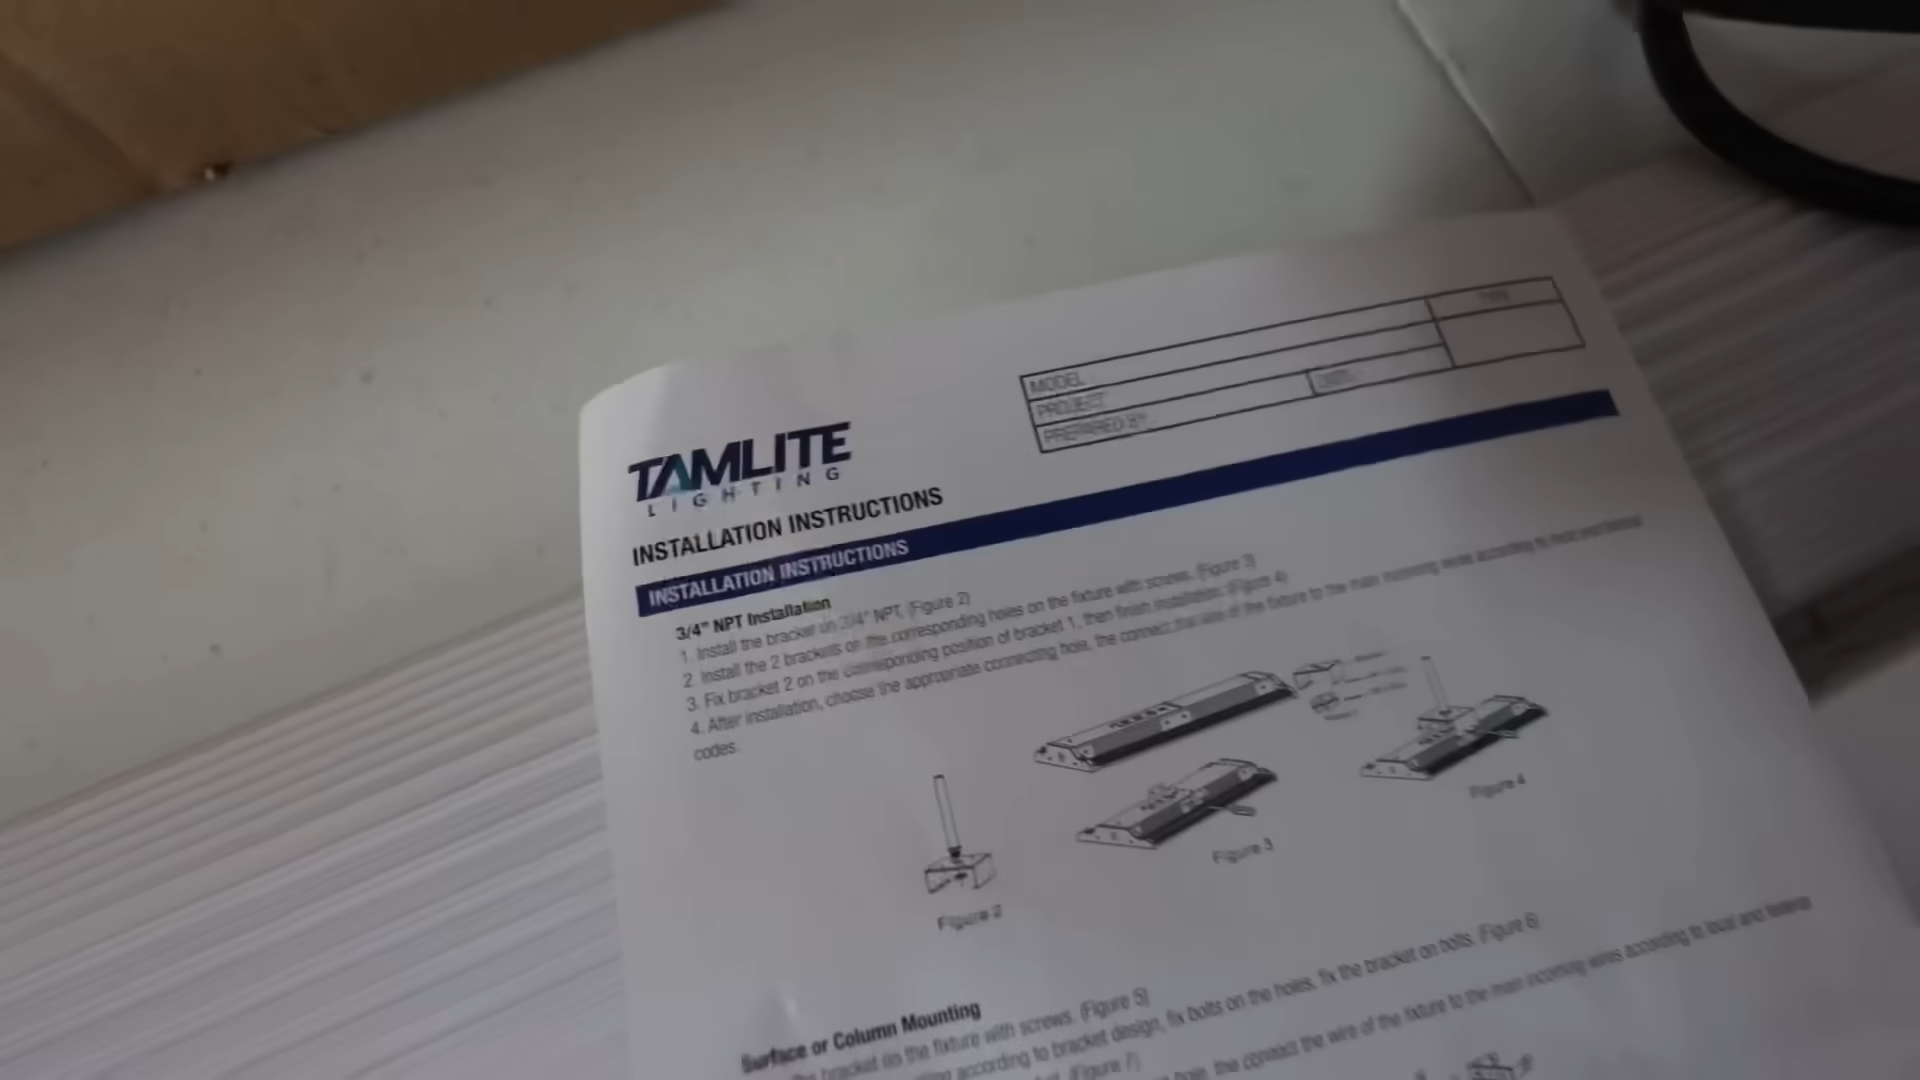 TYPE
MODEL
PROJECT
DATE
PREPARED BY
TAMLITE
LIGHTING
INSTALLATION INSTRUCTIONS
INSTALLATION INSTRUCTIONS
3/4" NPT Installation
1. Install the bracket on 3/4" NPT. (Figure 2)
2. Install the 2 brackets on the corresponding holes on the fixture with screws. (Figure 3)
3. Fix bracket 2 on the corresponding position of bracket 1, then finish installation. (Figure 4)
4. After installation, choose the appropriate connecting hole, the connect the wire of the fixture to the main incoming wires according to local and federal
codes.
Figure 2
Figure 3
Figure 4
Surface or Column Mounting
bracket on the fixture with screws. (Figure 5)
according to bracket design, fix bolts on the holes, fix the bracket on bolts. (Figure 6)
(Figure 7)
hole, the connect the wire of the fixture to the main incoming wires according to local and federal